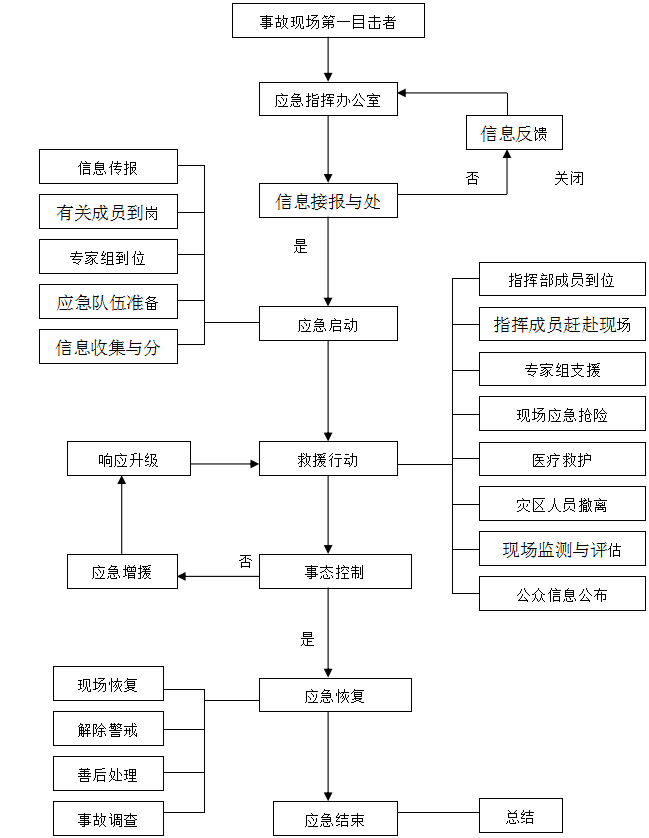 事故现场第一目击者
应急指挥办公室
信息反馈
信息传报
否
关闭
有关成员到岗
信息接报与处
是
专家组到位
指挥部成员到位
应急队伍准备
应急启动
指挥成员赶赴现场
信息收集与分
专家组支援
现场应急抢险
响应升级
救援行动
医疗救护
灾区人员撤离
现场监测与评估
否
应急增援
事态控制
公众信息公布
是
现场恢复
应急恢复
解除警戒
善后处理
事故调查
应急结束
总结